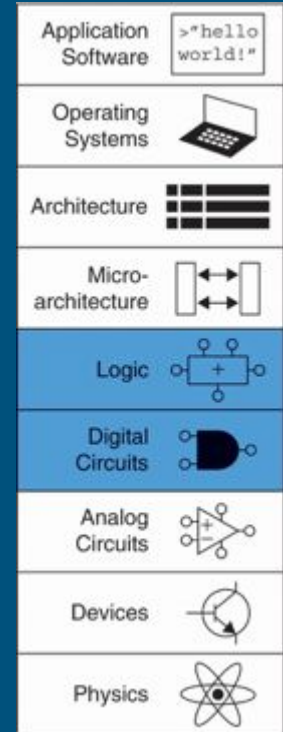 Application
Software
>"hello
world!"
Operating
Systems
Architecture
Micro-
architecture
Logic
+
Digital
Circuits
Analog
Circuits
+
−
Devices
Physics